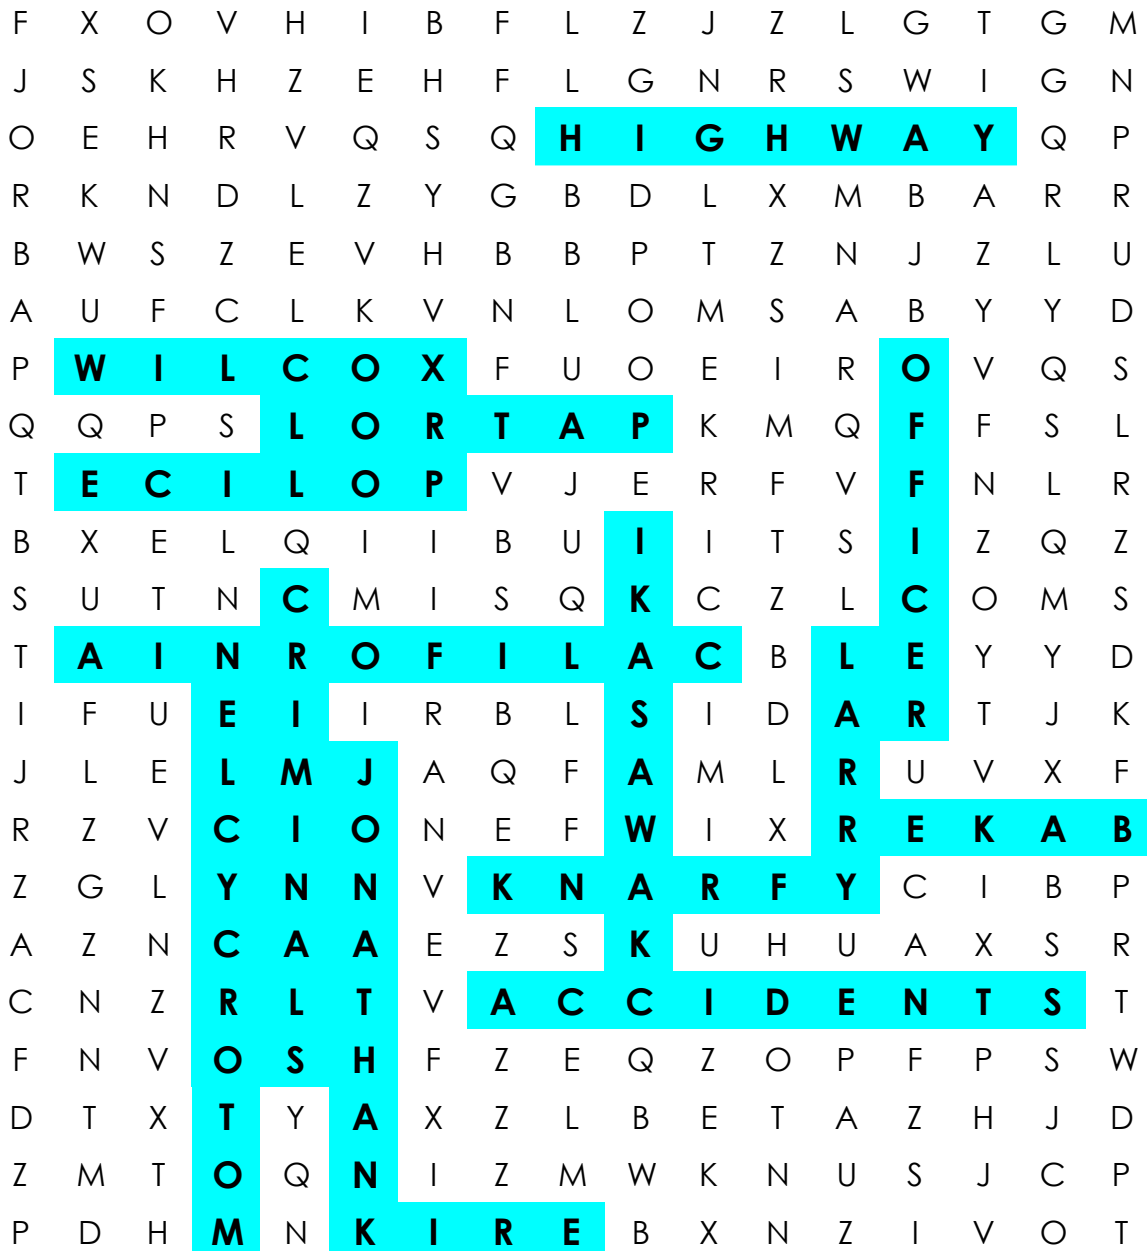 F X O V H I B F L Z J Z L G T G M
J S K H Z E H F L G N R S W I G N
O E H R V Q S Q H I G H W A Y Q P
R K N D L Z Y G B D L X M B A R R
B W S Z E V H B B P T Z N J Z L U
A U F C L K V N L O M S A B Y Y D
P W I L C O X F U O E I R O V Q S
Q Q P S L O R T A P K M Q F F S L
T E C I L O P V J E R F V F N L R
B X E L Q I I B U I I T S I Z Q Z
S U T N C M I S Q K C Z L C O M S
T A I N R O F I L A C B L E Y Y D
I F U E I I R B L S I D A R T J K
J L E L M J A Q F A M L R U V X F
R Z V C I O N E F W I X R E K A B
Z G L Y N N V K N A R F Y C I B P
A Z N C A A E Z S K U H U A X S R
C N Z R L T V A C C I D E N T S T
F N V O S H F Z E Q Z O P F P S W
D T X T Y A X Z L B E T A Z H J D
Z M T O Q N I Z M W K N U S J C P
P D H M N K I R E B X N Z I V O T